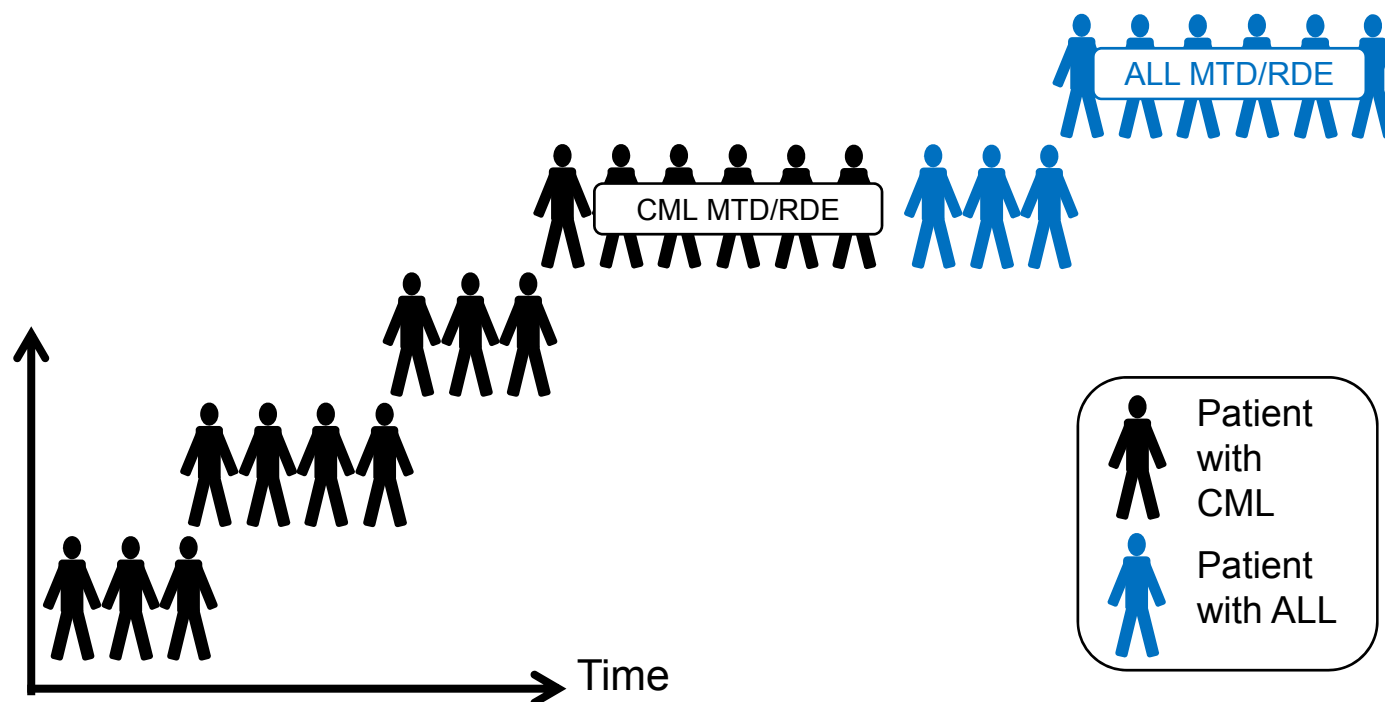 ALL MTD/RDE
CML MTD/RDE
Patient
with
CML
Patient
with ALL
Time